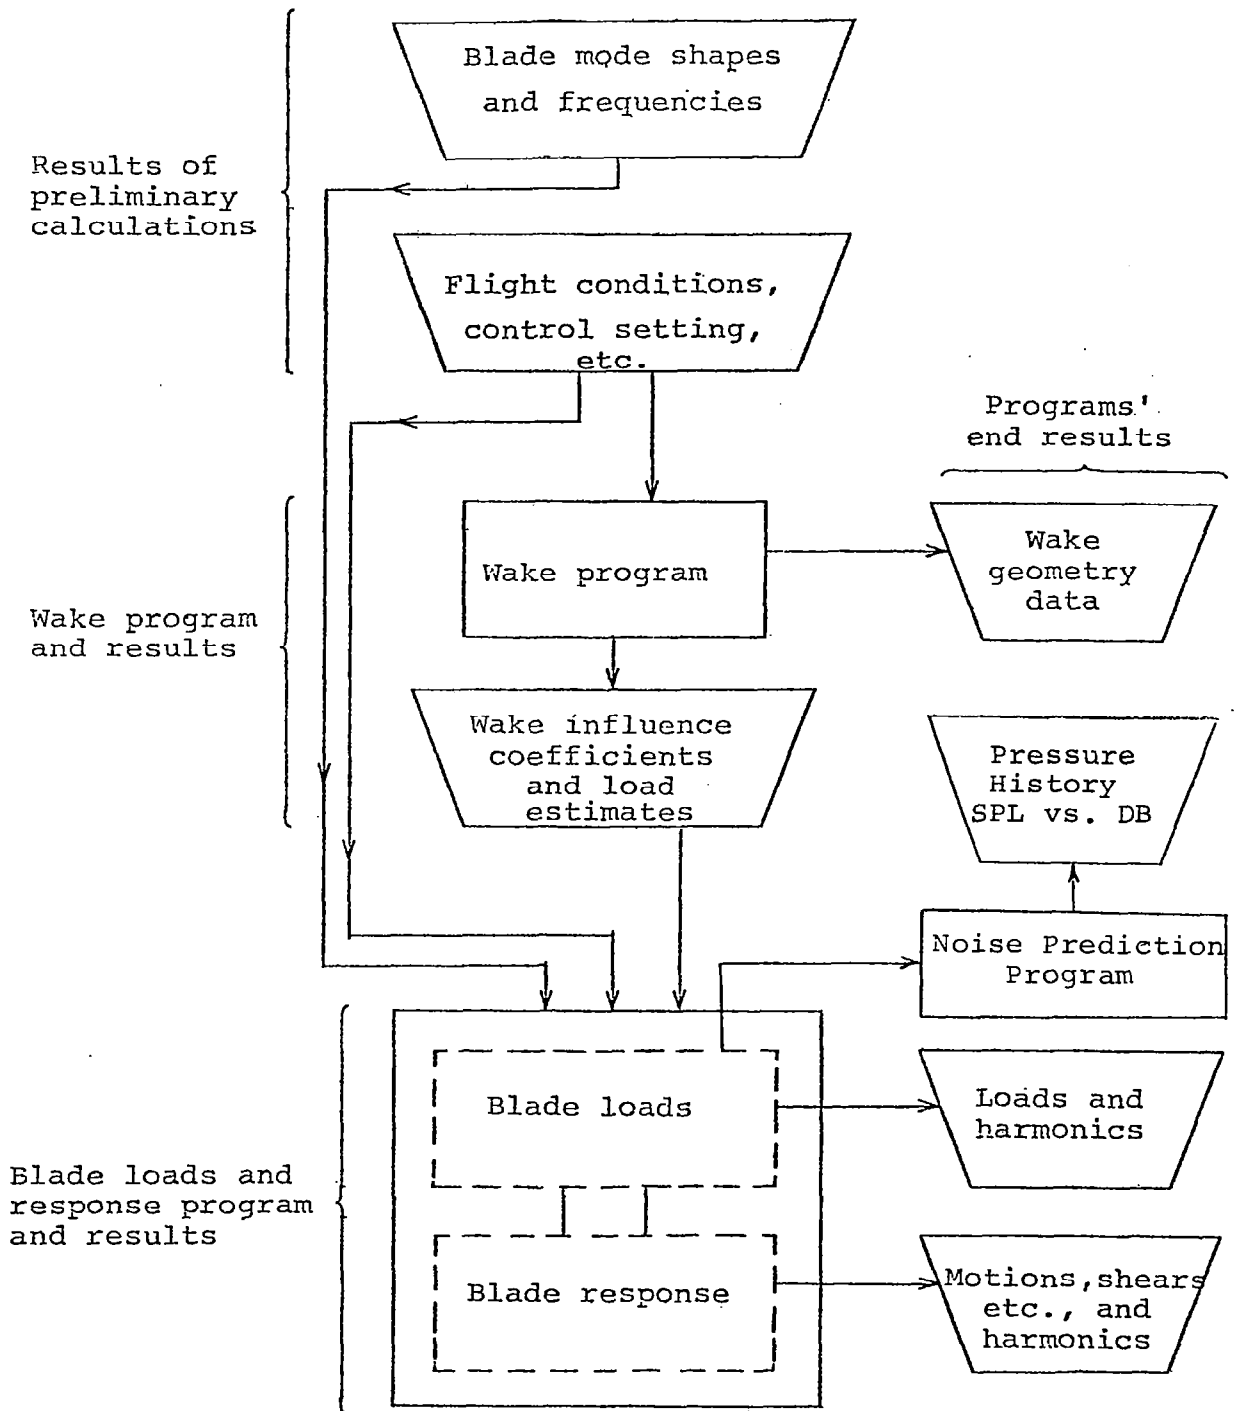 Blade mode shapes
and frequencies
Results of
preliminary
calculations
Flight conditions,
control setting,
etc.
Programs'
end results
Wake program
Wake
geometry
data
Wake program
and results
Wake influence
coefficients
and load
estimates
Pressure
History
SPL vs. DB
Noise Prediction
Program
Blade loads
Loads and
harmonics
Blade loads and
response program
and results
Blade response
Motions, shears
etc., and
harmonics